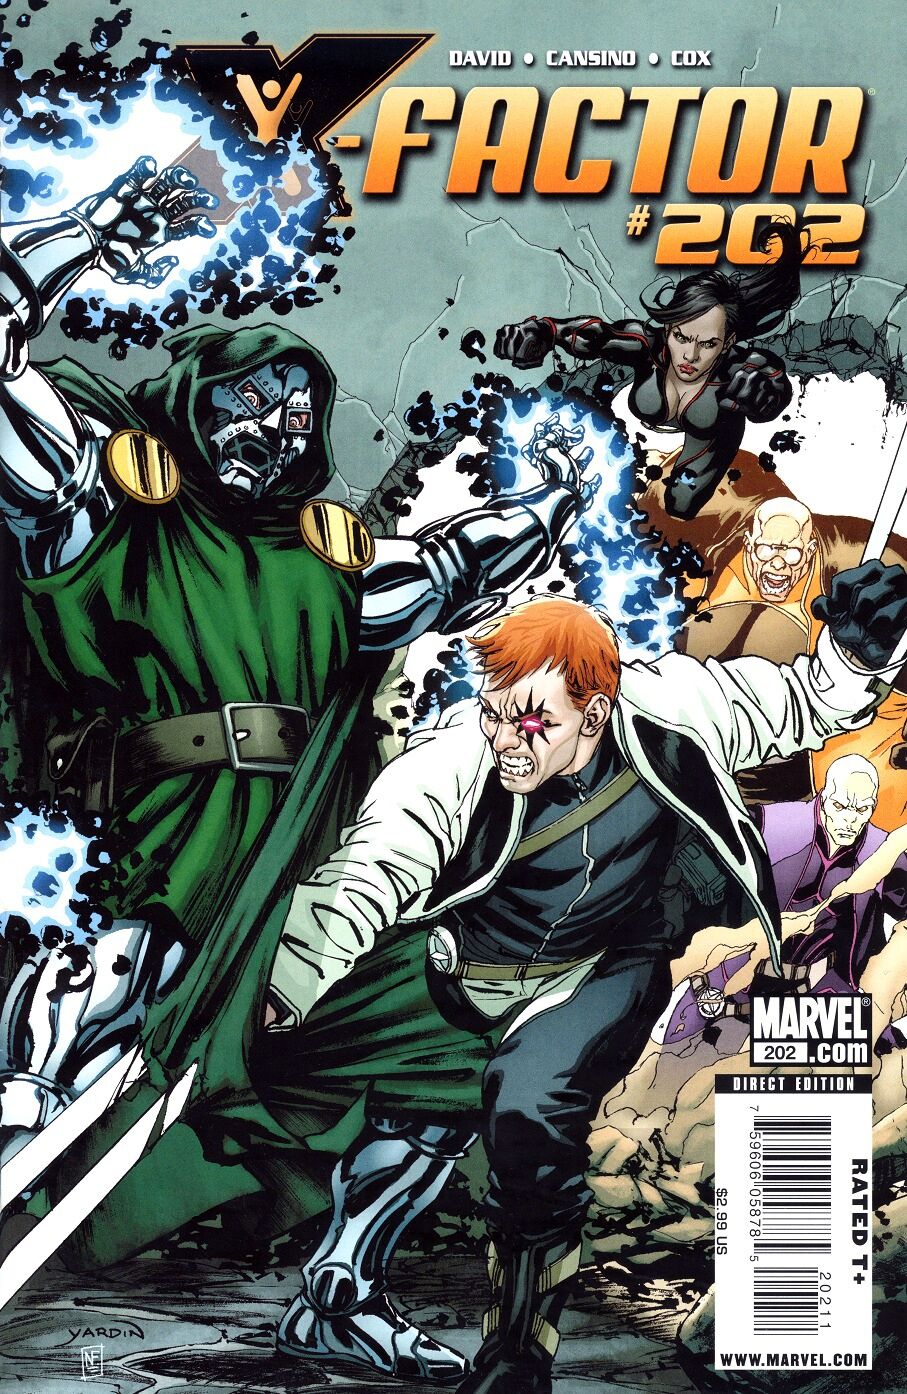 DAVID • CANSINO • COX
X-FACTOR®
#202
MARVEL®
202 .com
DIRECT EDITION
7 59606 05878 5
20211
$2.99 US
RATED T+
WWW.MARVEL.COM
YARDIN
NF